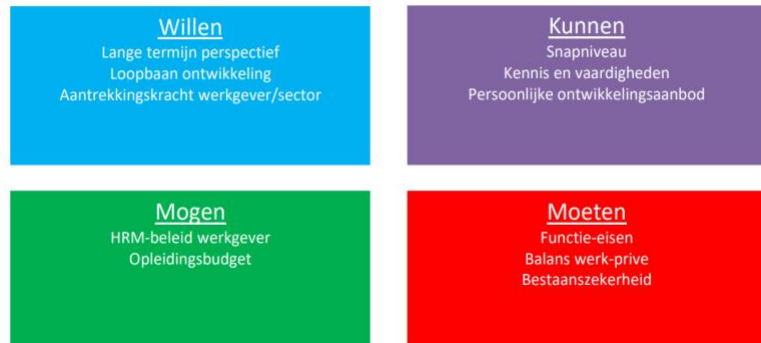 Willen
Lange termijn perspectief
Loopbaan ontwikkeling
Aantrekkingskracht werkgever/sector
Kunnen
Snapniveau
Kennis en vaardigheden
Persoonlijke ontwikkelingsaanbod
Mogen
HRM-beleid werkgever
Opleidingsbudget
Moeten
Functie-eisen
Balans werk-prive
Bestaanszekerheid